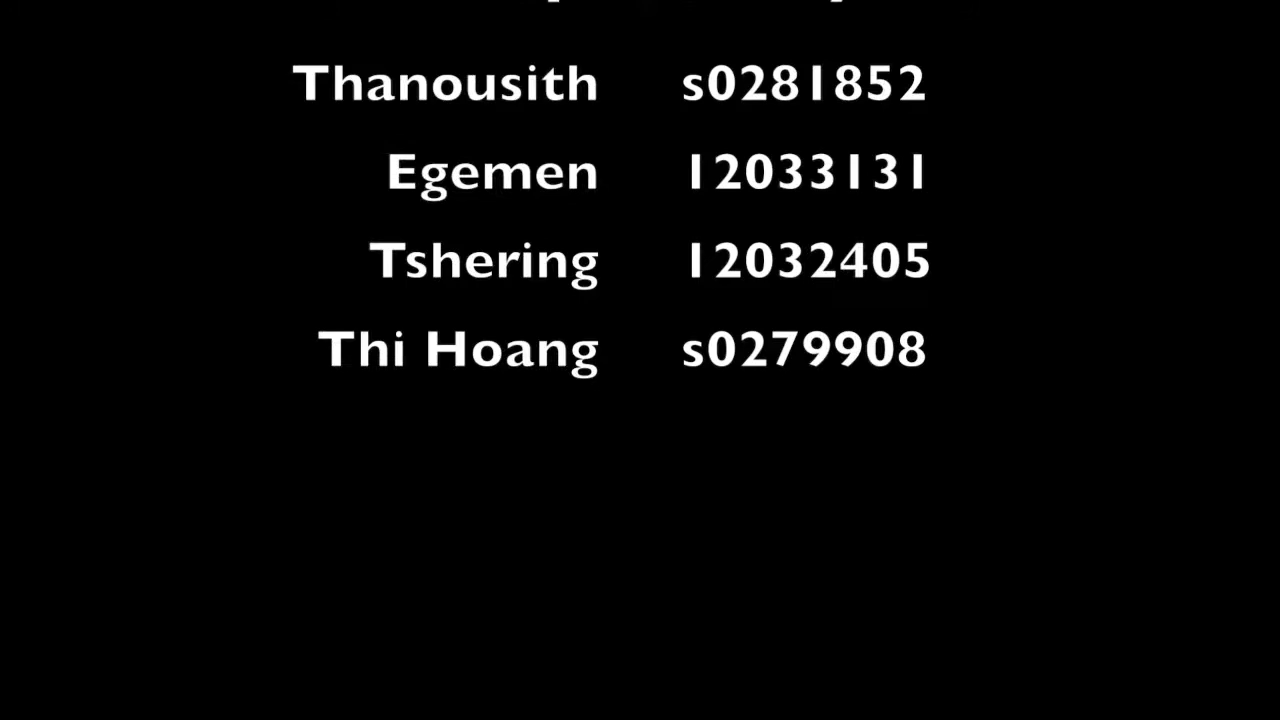 Thanousith s0281852
Egemen 12033131
Tshering 12032405
Thi Hoang s0279908